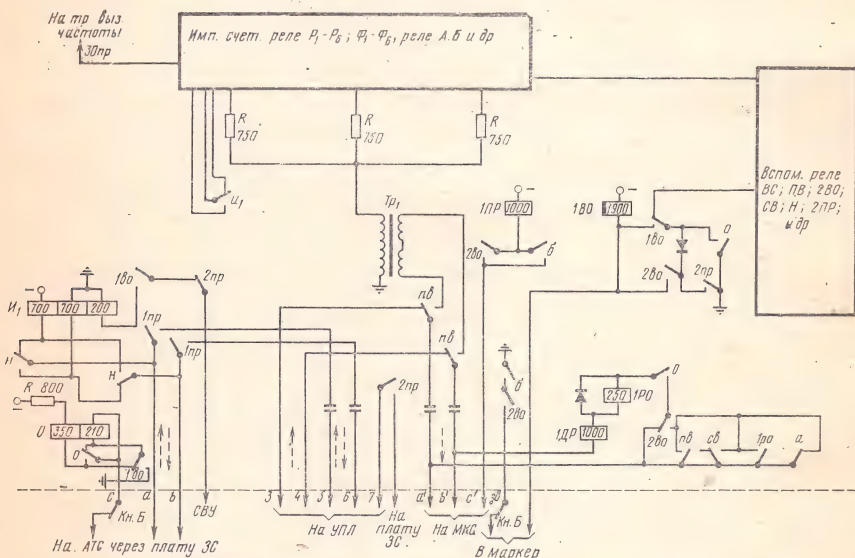 На тр выз.
частоты
30пр
Имп. счет. реле Р₁-Р₆; Ф₁-Ф₆, реле А.Б и др
R
750
R
750
R
750
И₁
Вспом. реле
ВС; ПВ; 2ВО;
СВ; Н; 2ПР;
и др
Тр₁
1ПР
1000
2во
б
1ВО
1900
1во
о
2во
2пр
И₁
700
700
200
1во
2пр
1пр
1пр
н
н
пв
пв
2пр
б
2во
R 800
О
350
210
о
1во
250
1РО
1ДР
1000
о
2во
пв
св
1ро
а
с
Кн. Б
а
b
СВУ
3
4
5
6
7
На УПЛ
На
плату
ЗС
а'
b'
с'
На МКС
Кн. Б
В маркер
На АТС через плату ЗС